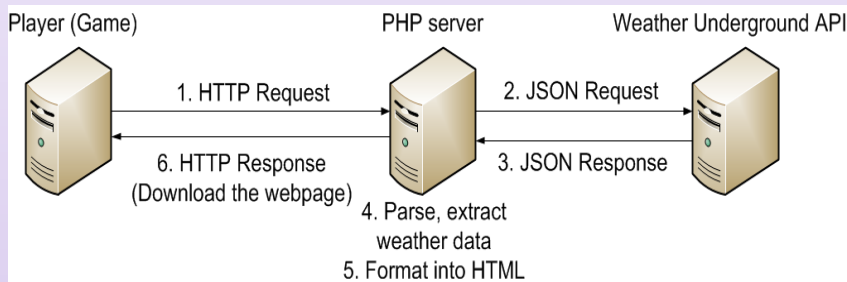 Player (Game)
PHP server
Weather Underground API
1. HTTP Request
2. JSON Request
6. HTTP Response
(Download the webpage)
3. JSON Response
4. Parse, extract
weather data
5. Format into HTML